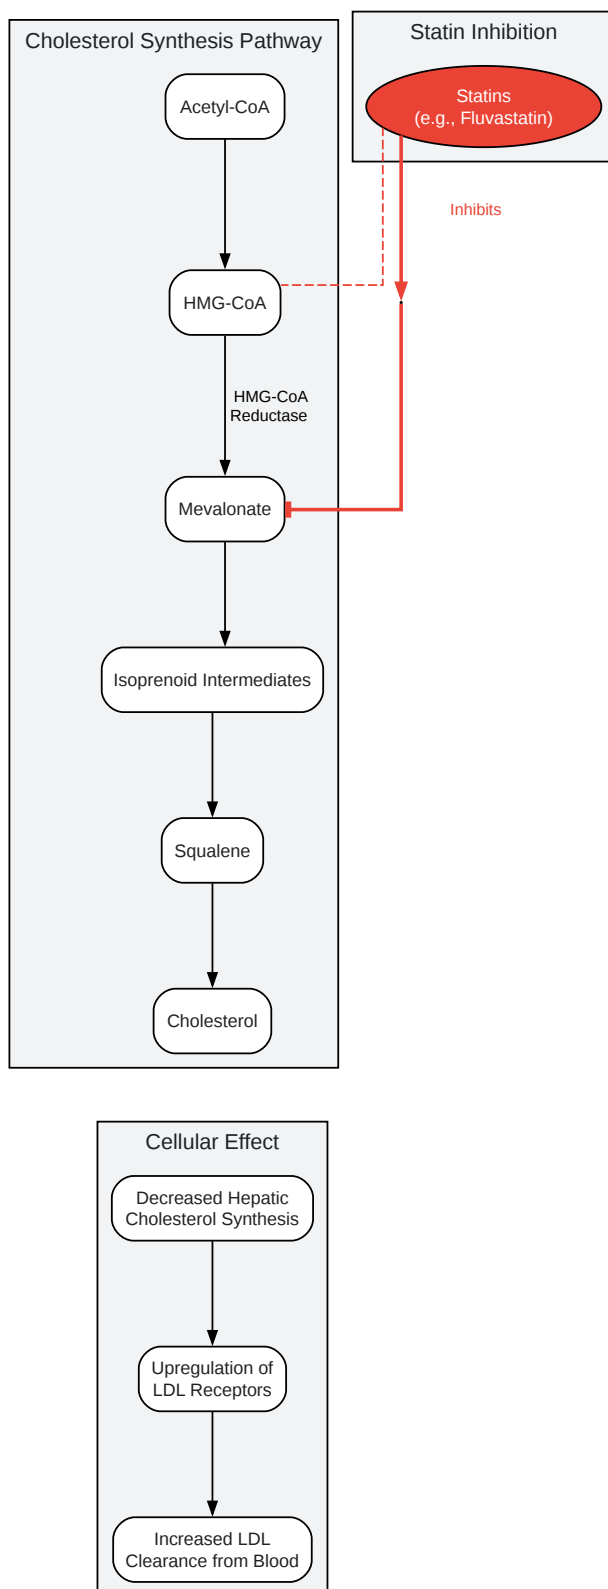 Cholesterol Synthesis Pathway
Acetyl-CoA
HMG-CoA
HMG-CoA
Reductase
Mevalonate
Isoprenoid Intermediates
Squalene
Cholesterol
Statin Inhibition
Statins
(e.g., Fluvastatin)
Inhibits
Cellular Effect
Decreased Hepatic
Cholesterol Synthesis
Upregulation of
LDL Receptors
Increased LDL
Clearance from Blood